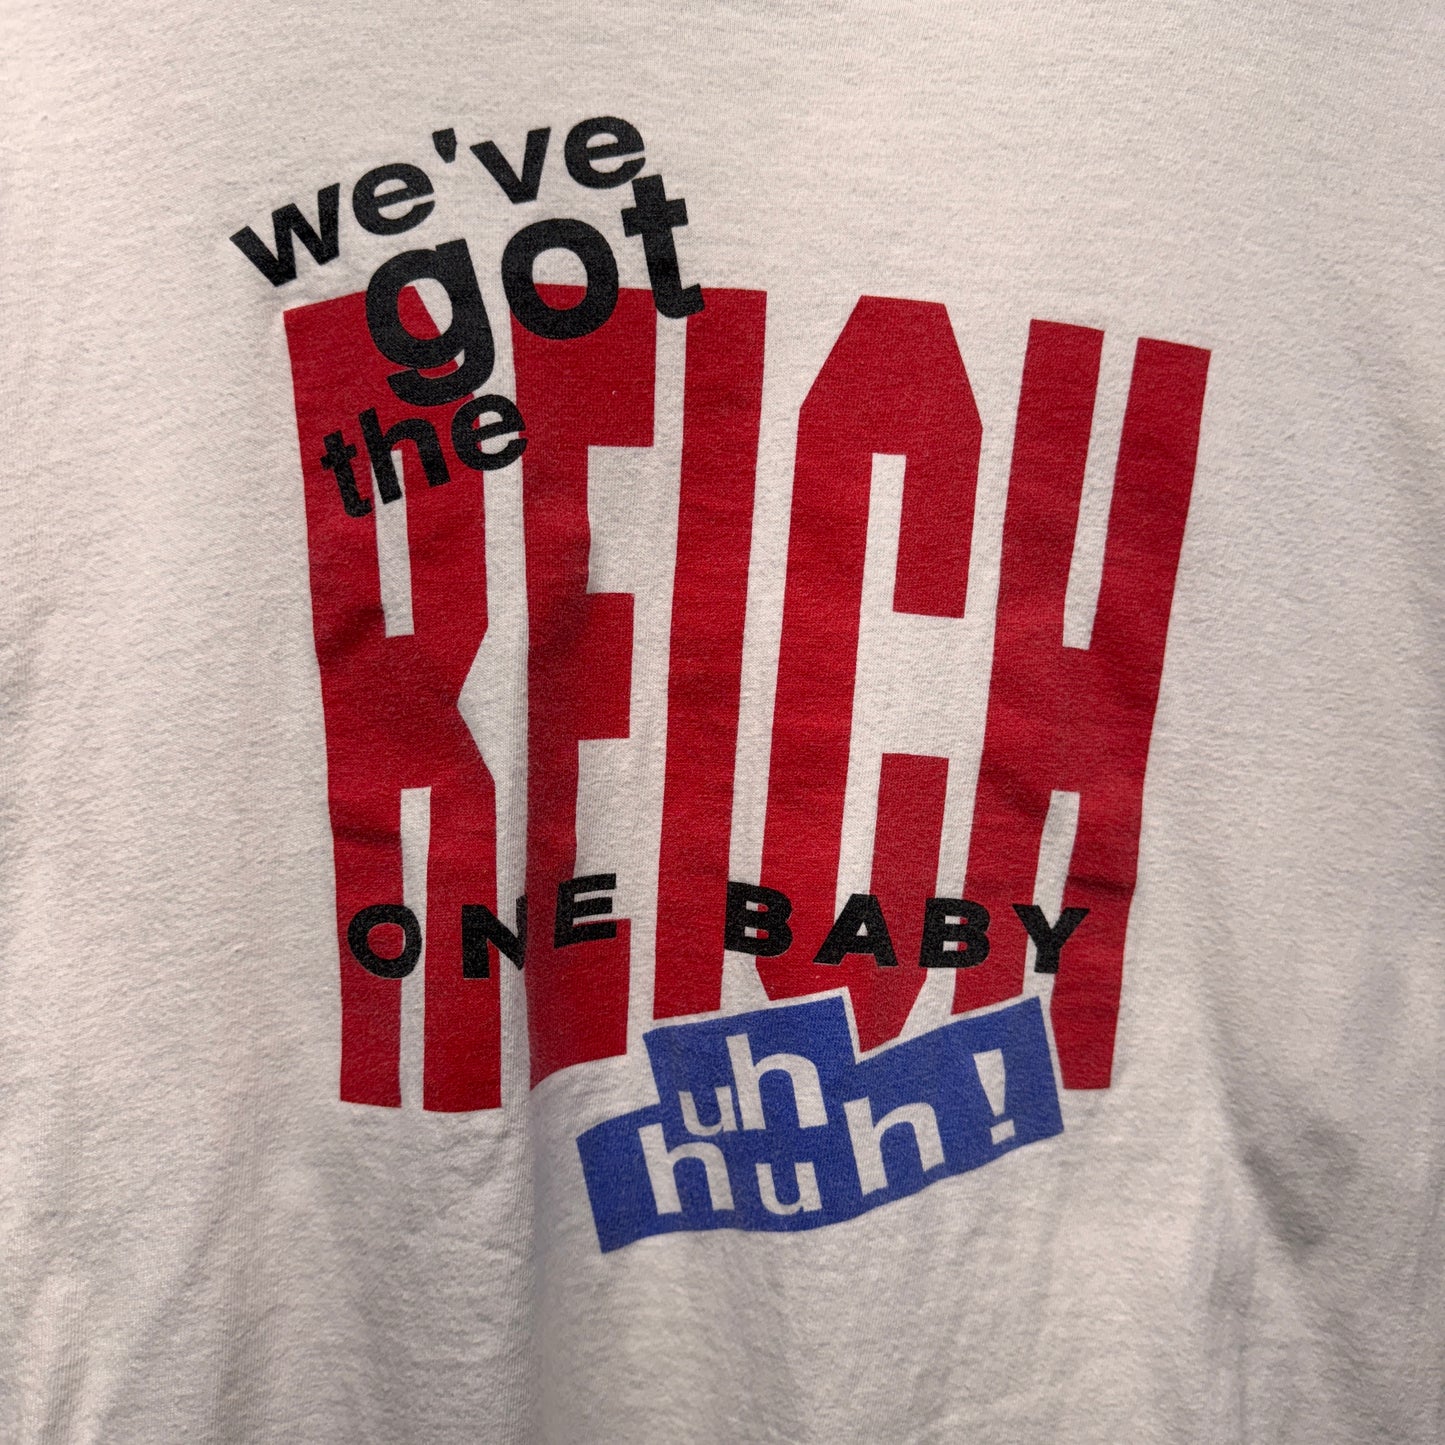 we've
got
the
REICH
ONE BABY
uh
huh!